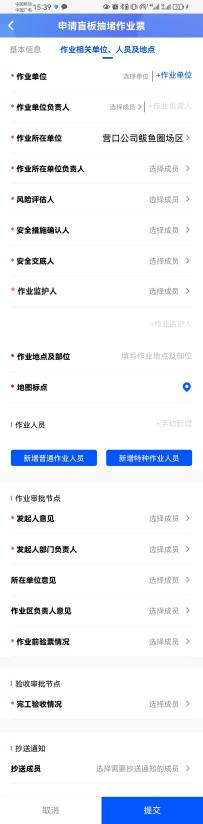 中国移动 15:39
中国广电
申请盲板抽堵作业票
基本信息 作业相关单位、人员及地点
* 作业单位 选择单位 +作业单位
* 作业单位负责人 选择成员 +作业负责人
* 作业所在单位 营口公司鲅鱼圈场区
* 作业所在单位负责人 选择成员
* 风险评估人 选择成员
* 安全措施确认人 选择成员
* 安全交底人 选择成员
* 作业监护人 选择成员
+作业监护人
* 作业地点及部位 填写作业地点及部位
* 地图标点
作业人员 +手动新增
新增普通作业人员 新增特种作业人员
作业审批节点
* 发起人意见 选择成员
* 发起人部门负责人 选择成员
所在单位意见 选择成员
作业区负责人意见 选择成员
* 作业前验票情况 选择成员
验收审批节点
* 完工验收情况 选择成员
抄送通知
抄送成员 选择需要抄送通知的成员
取消 提交